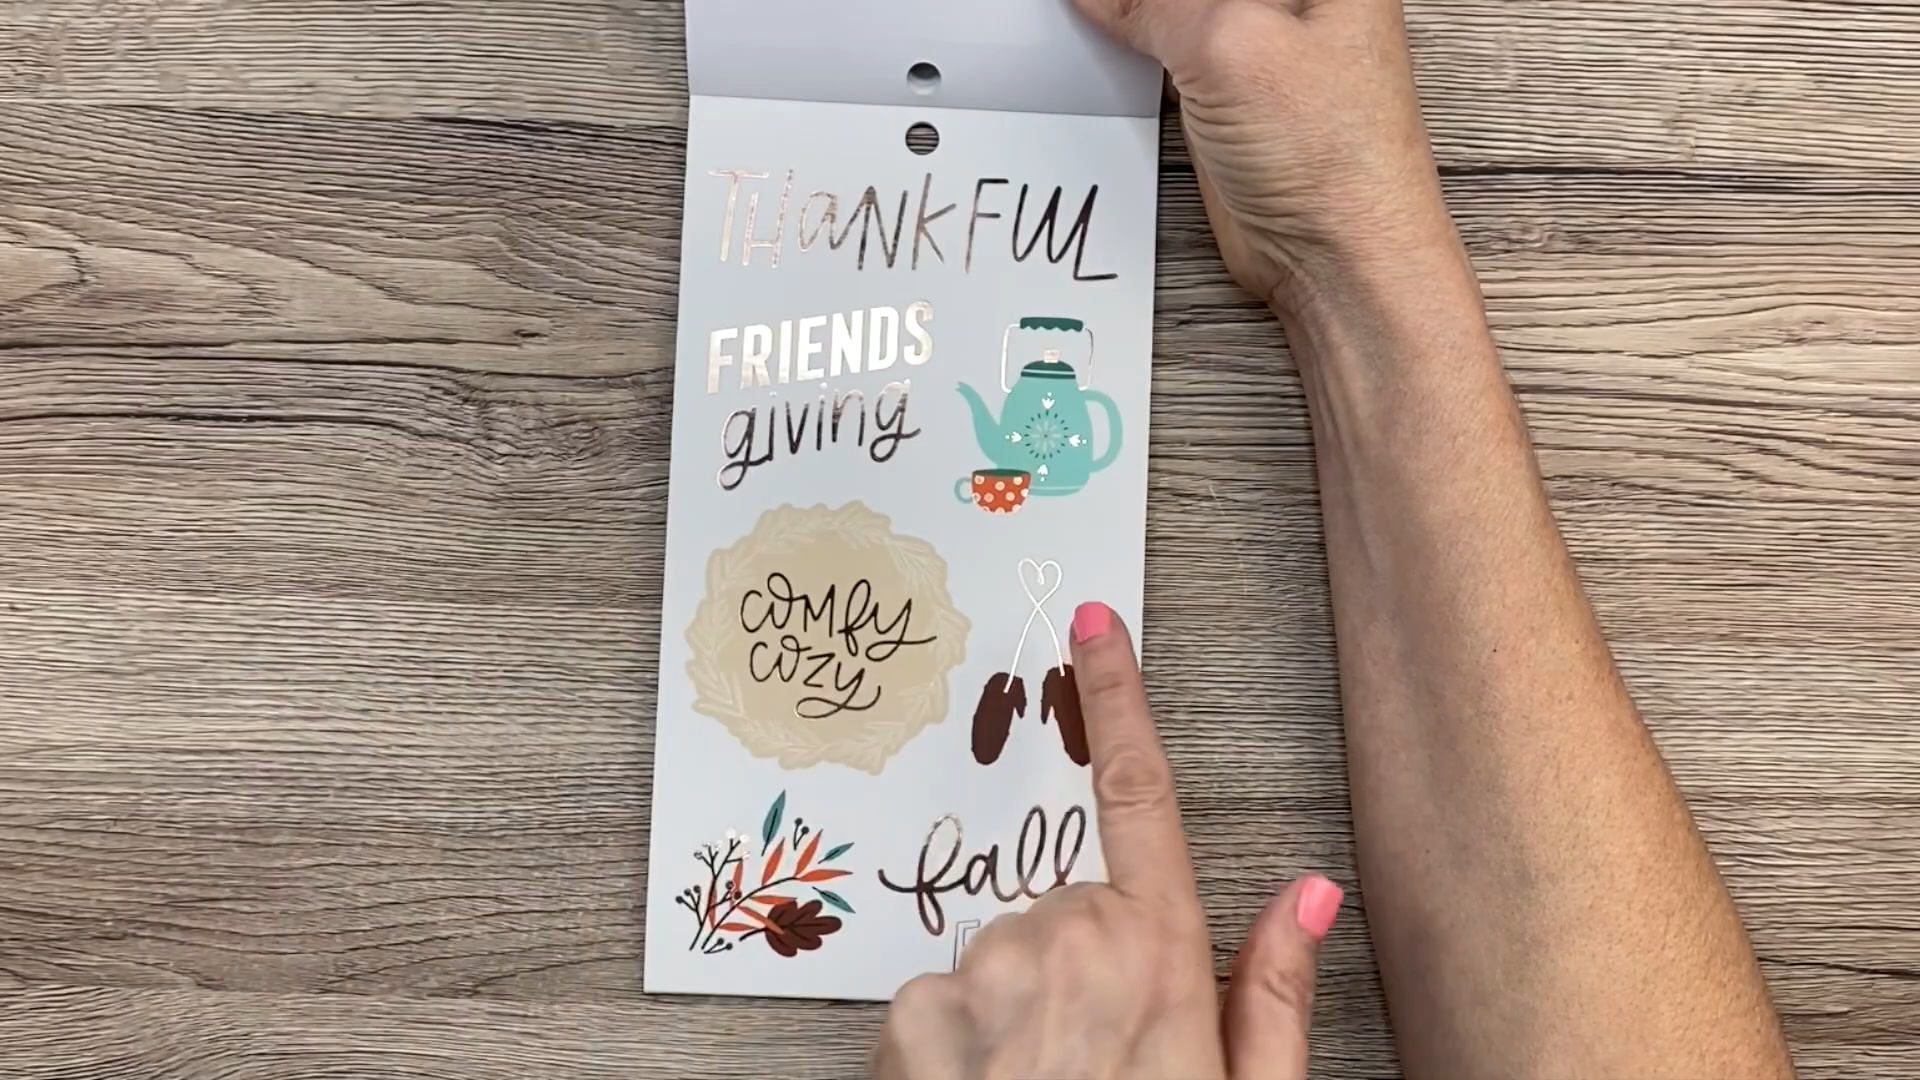 THaNKFUL
FRIENDS
giving
comfy
cozy
fall